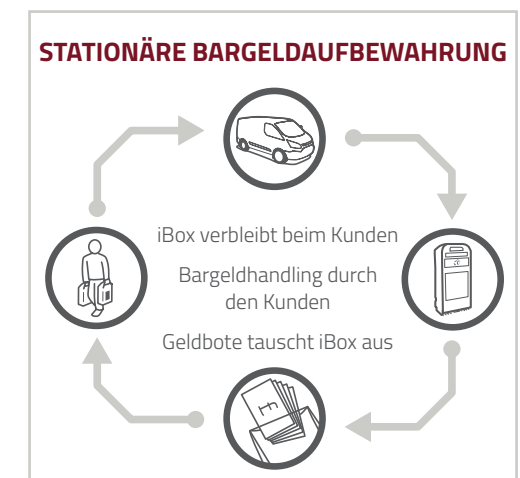 STATIONÄRE BARGELDAUFBEWAHRUNG
iBox verbleibt beim Kunden
Bargeldhandling durch
den Kunden
Geldbote tauscht iBox aus